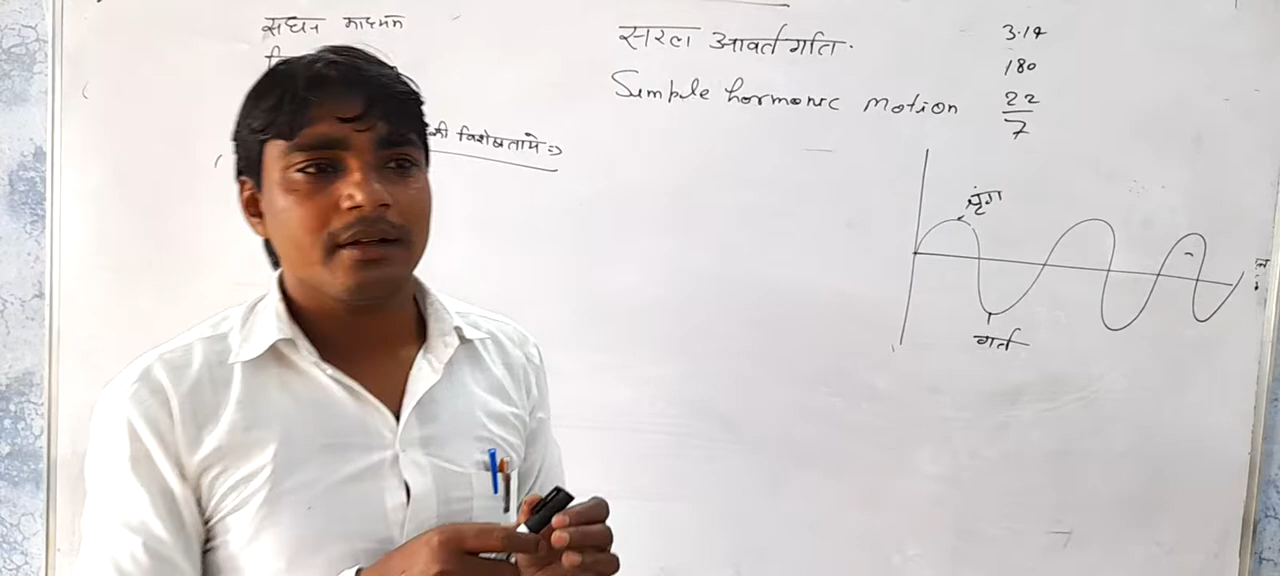 सघन माध्यम
की विशेषताये ⇒
सरल आवर्त गति.
Simple hormonic motion
3.14
180
22
7
श्रृंग
गर्त